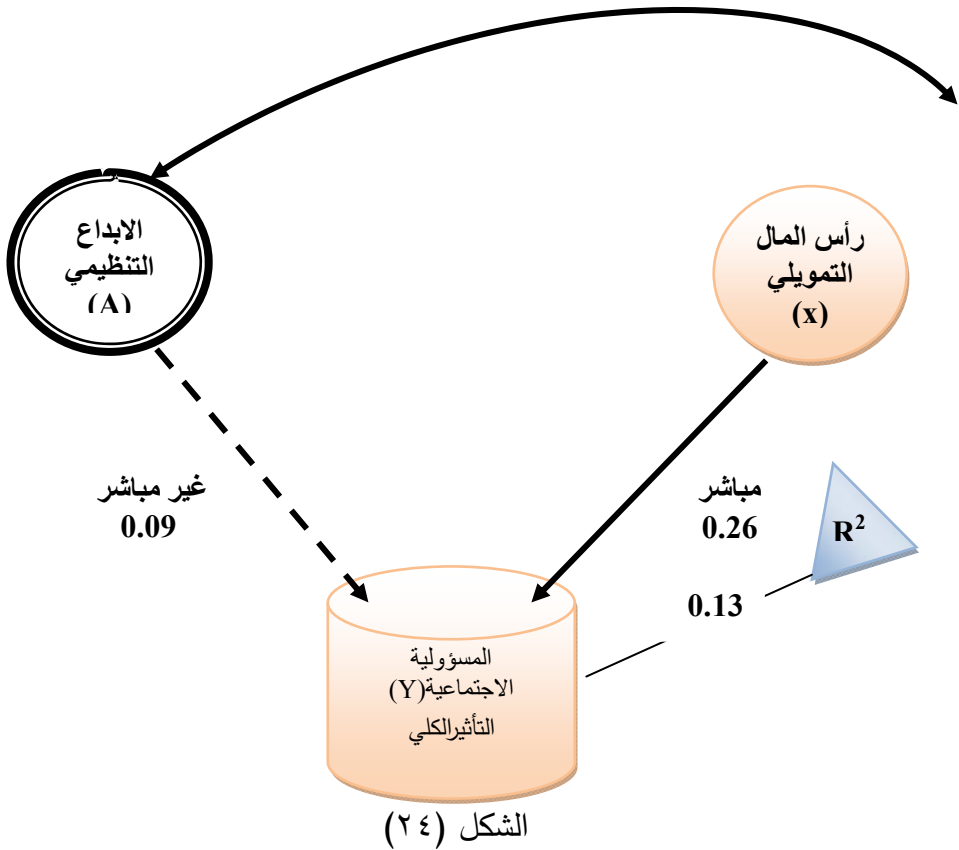 رأس المال
التمويلي
(x)
الابداع
التنظيمي
(A)
مباشر
0.26
غير مباشر
0.09
R²
0.13
المسؤولية
الاجتماعية(Y)
التأثيرالكلي
الشكل (٢٤)